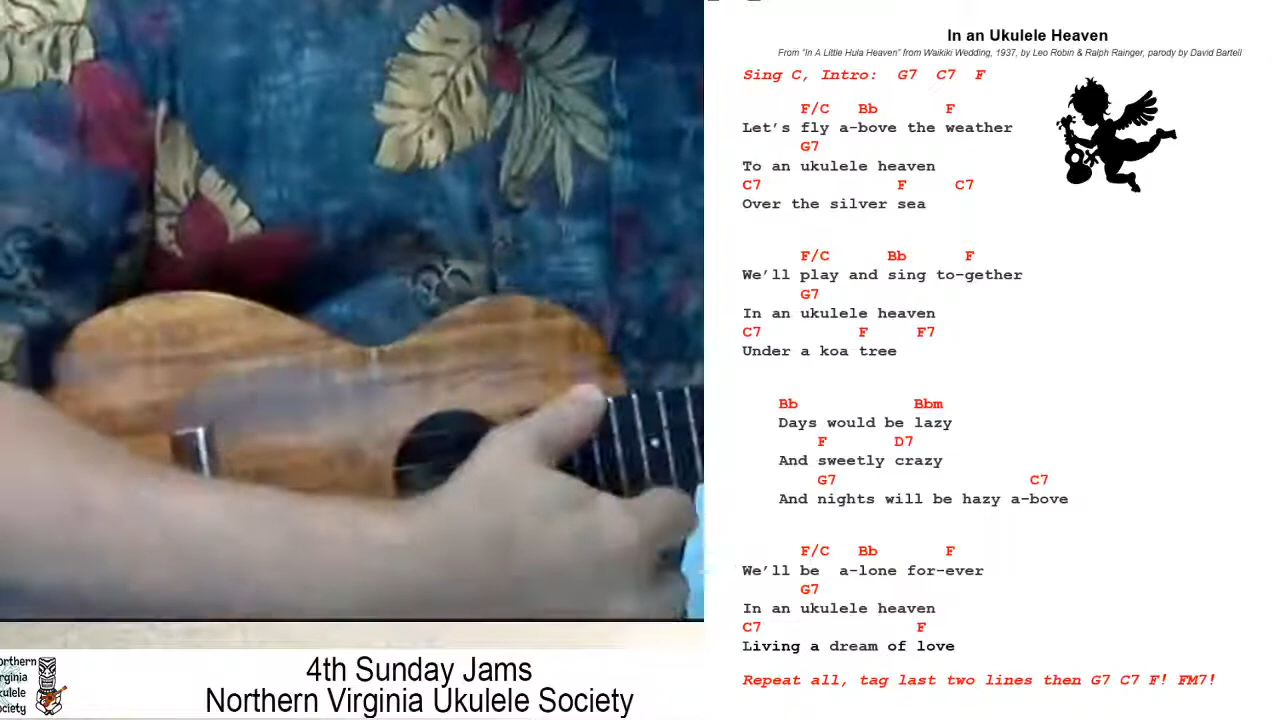 In an Ukulele Heaven
From "In A Little Hula Heaven" from Waikiki Wedding, 1937, by Leo Robin & Ralph Rainger, parody by David Bartell
Sing C, Intro: G7 C7 F
F/C Bb F
Let's fly a-bove the weather
G7
To an ukulele heaven
C7 F C7
Over the silver sea
F/C Bb F
We'll play and sing to-gether
G7
In an ukulele heaven
C7 F F7
Under a koa tree
Bb Bbm
Days would be lazy
F D7
And sweetly crazy
G7 C7
And nights will be hazy a-bove
F/C Bb F
We'll be a-lone for-ever
G7
In an ukulele heaven
C7 F
Living a dream of love
Repeat all, tag last two lines then G7 C7 F! FM7!
4th Sunday Jams
Northern Virginia Ukulele Society
orthern
irginia
kulele
ociety